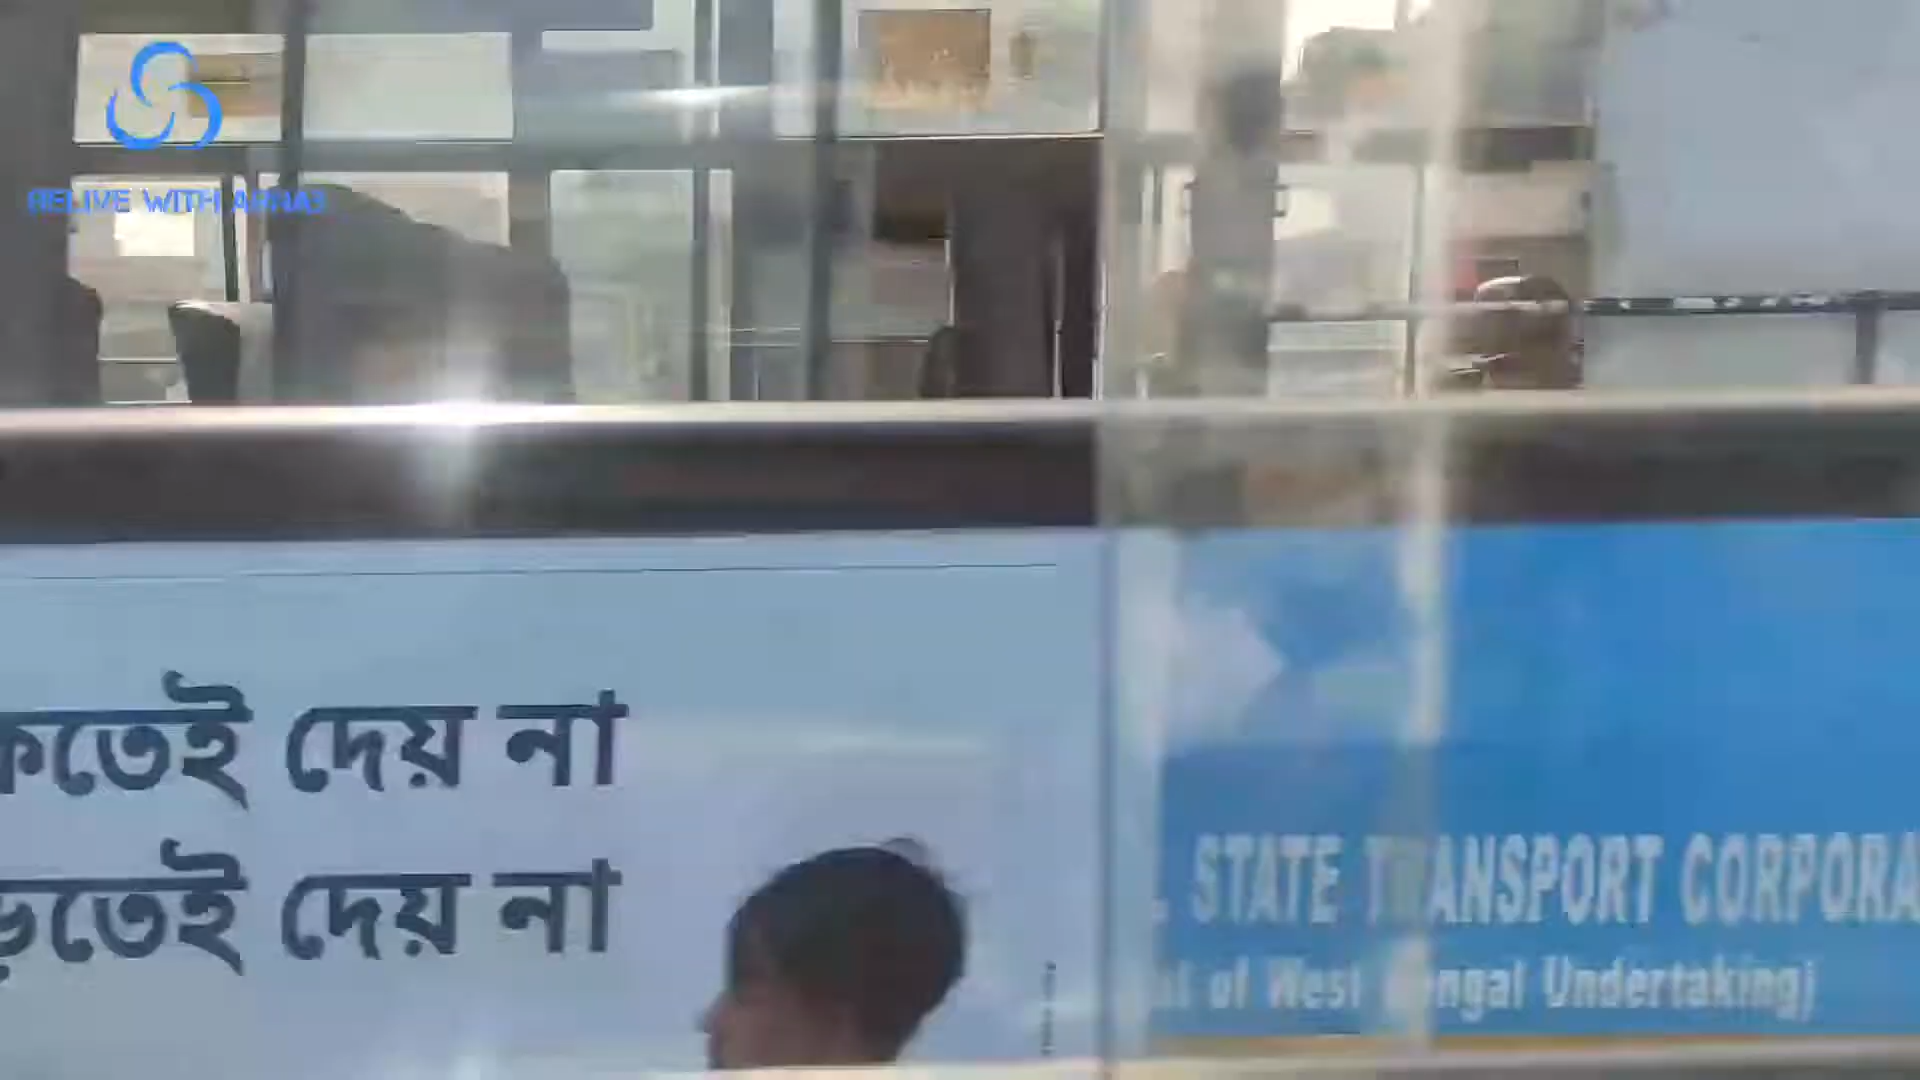 RELIVE WITH ARNAB
দেয় না
দেয় না
STATE TRANSPORT CORPORA
of West Bengal Undertaking)